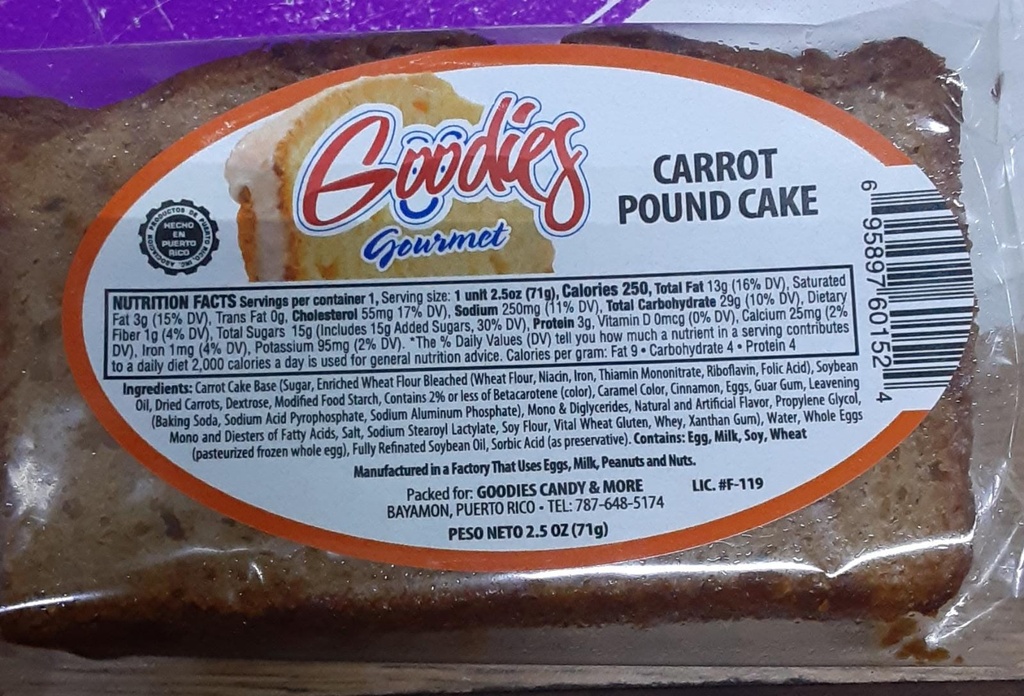 Goodies
Gourmet
CARROT
POUND CAKE
ASOCIACION PRODUCTOS DE PUERTO RICO INC.
HECHO
EN
PUERTO
RICO
NUTRITION FACTS Servings per container 1, Serving size: 1 unit 2.5oz (71g), Calories 250, Total Fat 13g (16% DV), Saturated
Fat 3g (15% DV), Trans Fat 0g, Cholesterol 55mg 17% DV), Sodium 250mg (11% DV), Total Carbohydrate 29g (10% DV), Dietary
Fiber 1g (4% DV), Total Sugars 15g (Includes 15g Added Sugars, 30% DV), Protein 3g, Vitamin D 0mcg (0% DV), Calcium 25mg (2%
DV), Iron 1mg (4% DV), Potassium 95mg (2% DV). *The % Daily Values (DV) tell you how much a nutrient in a serving contributes
to a daily diet 2,000 calories a day is used for general nutrition advice. Calories per gram: Fat 9 • Carbohydrate 4 • Protein 4
Ingredients: Carrot Cake Base (Sugar, Enriched Wheat Flour Bleached (Wheat Flour, Niacin, Iron, Thiamin Mononitrate, Riboflavin, Folic Acid), Soybean
Oil, Dried Carrots, Dextrose, Modified Food Starch, Contains 2% or less of Betacarotene (color), Caramel Color, Cinnamon, Eggs, Guar Gum, Leavening
(Baking Soda, Sodium Acid Pyrophosphate, Sodium Aluminum Phosphate), Mono & Diglycerides, Natural and Artificial Flavor, Propylene Glycol,
Mono and Diesters of Fatty Acids, Salt, Sodium Stearoyl Lactylate, Soy Flour, Vital Wheat Gluten, Whey, Xanthan Gum), Water, Whole Eggs
(pasteurized frozen whole egg), Fully Refinated Soybean Oil, Sorbic Acid (as preservative). Contains: Egg, Milk, Soy, Wheat
Manufactured in a Factory That Uses Eggs, Milk, Peanuts and Nuts.
Packed for: GOODIES CANDY & MORE LIC. #F-119
BAYAMON, PUERTO RICO • TEL: 787-648-5174
PESO NETO 2.5 OZ (71g)
6 95897 60152 4